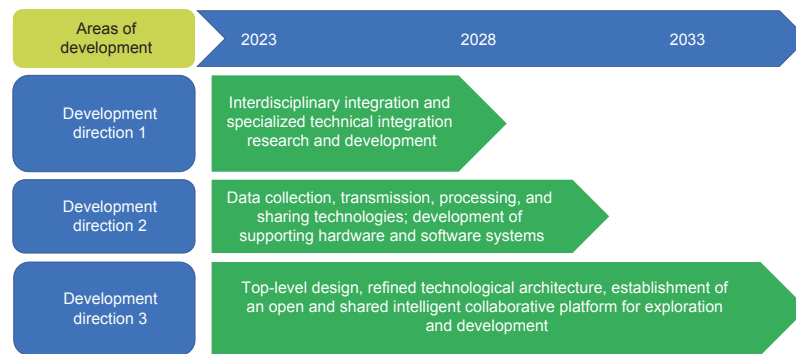 Areas of
development
2023
2028
2033
Development
direction 1
Interdisciplinary integration and
specialized technical integration
research and development
Development
direction 2
Data collection, transmission, processing, and
sharing technologies; development of
supporting hardware and software systems
Development
direction 3
Top-level design, refined technological architecture, establishment of
an open and shared intelligent collaborative platform for exploration
and development